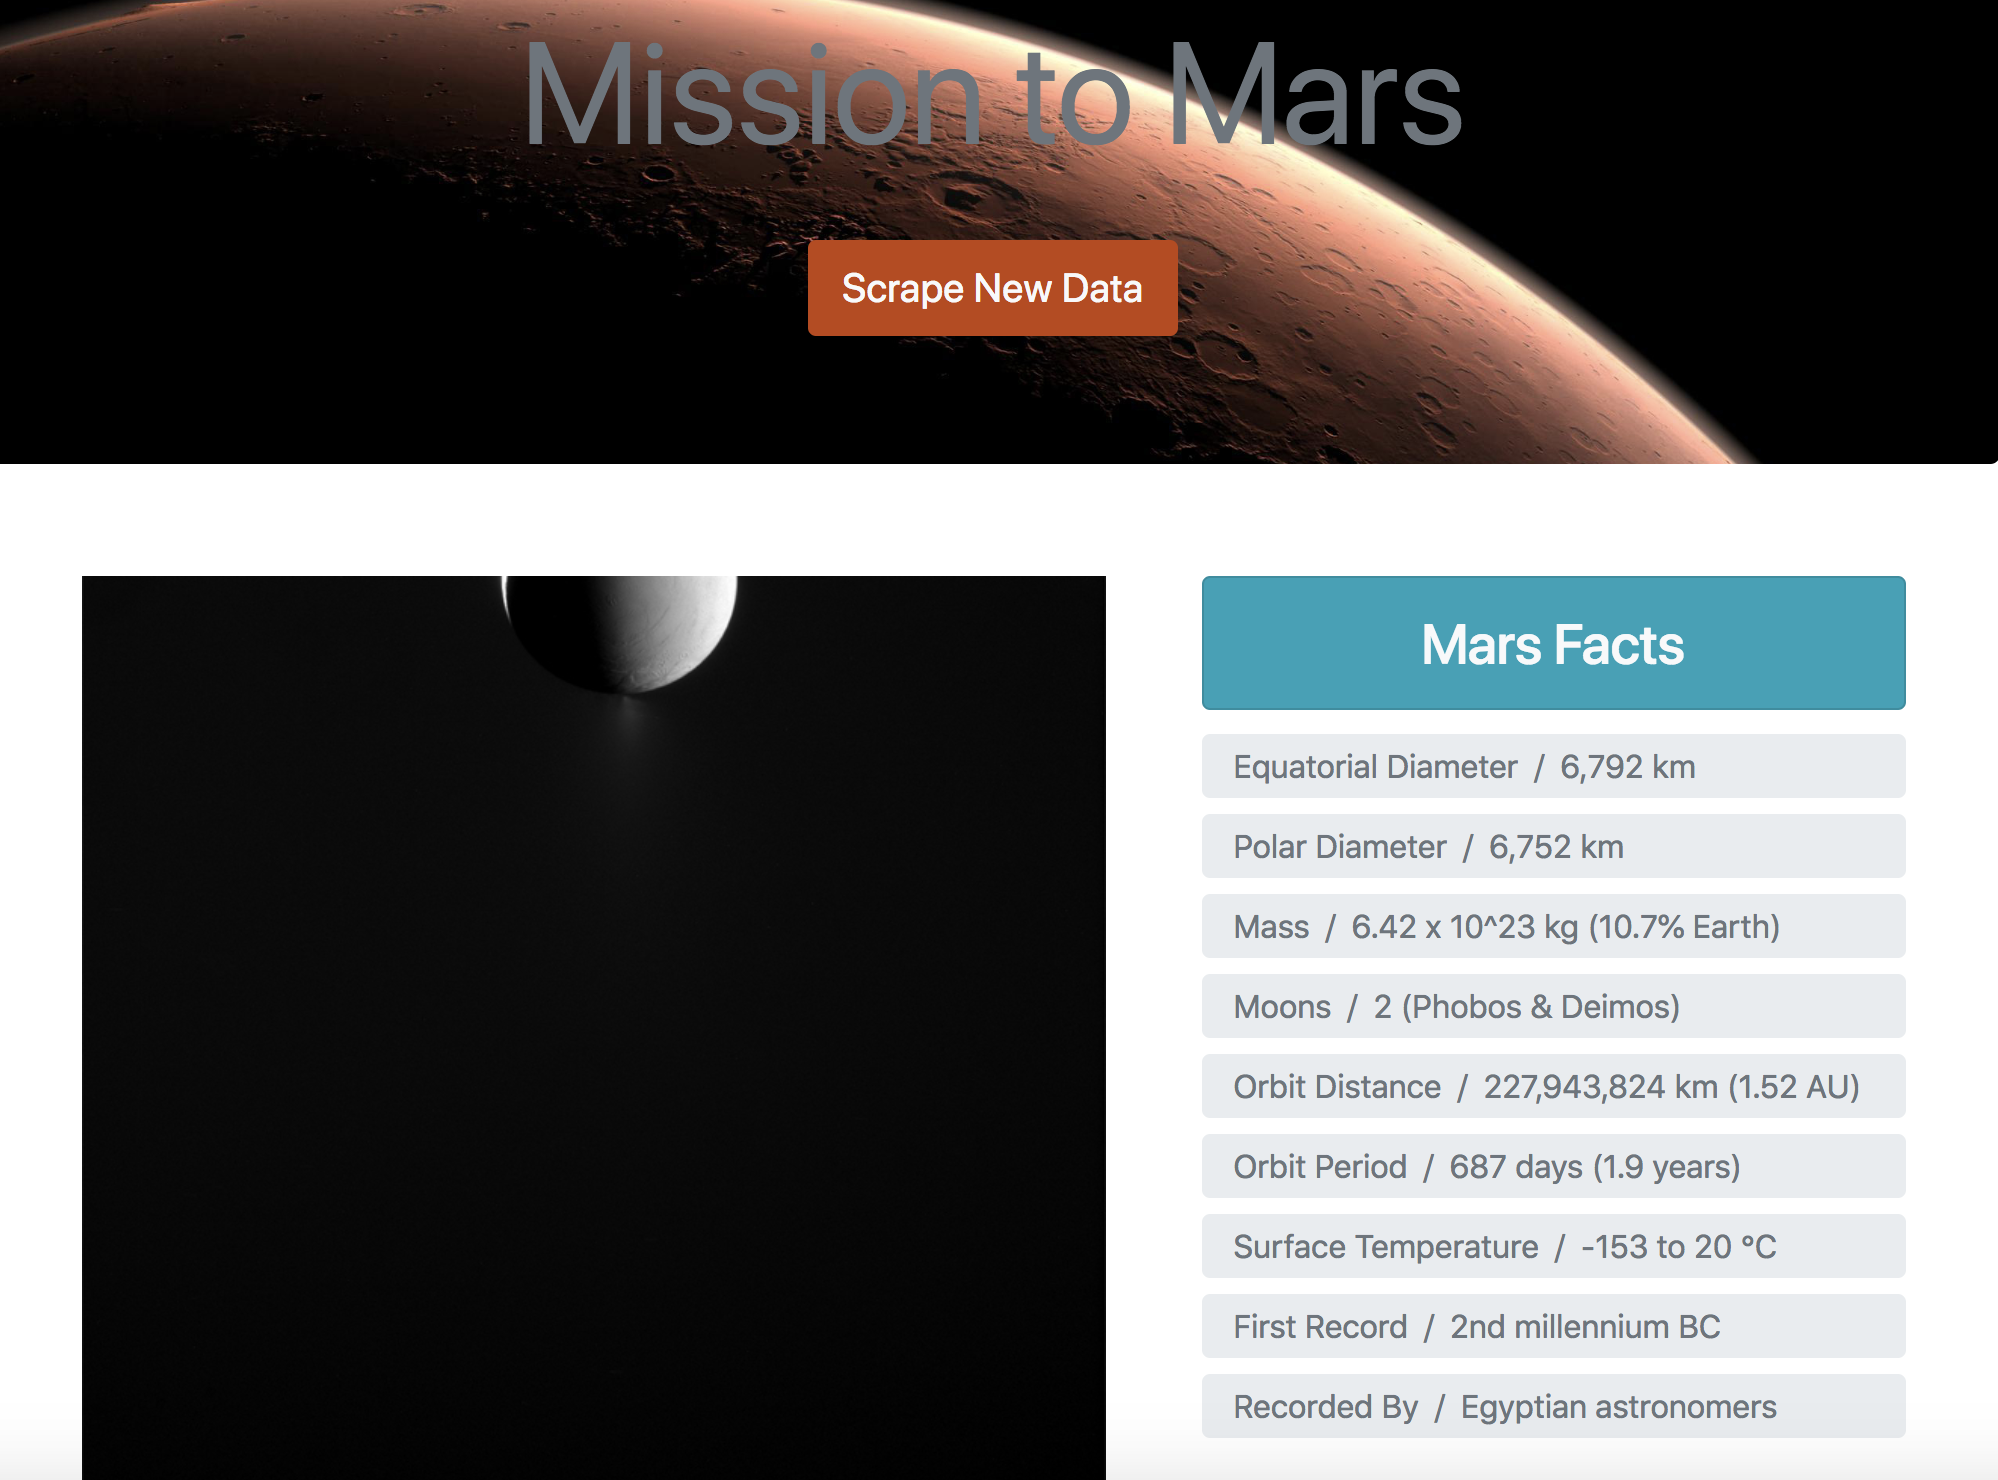 Mission to Mars
Scrape New Data
Mars Facts
Equatorial Diameter / 6,792 km
Polar Diameter / 6,752 km
Mass / 6.42 x 10^23 kg (10.7% Earth)
Moons / 2 (Phobos & Deimos)
Orbit Distance / 227,943,824 km (1.52 AU)
Orbit Period / 687 days (1.9 years)
Surface Temperature / -153 to 20 °C
First Record / 2nd millennium BC
Recorded By / Egyptian astronomers